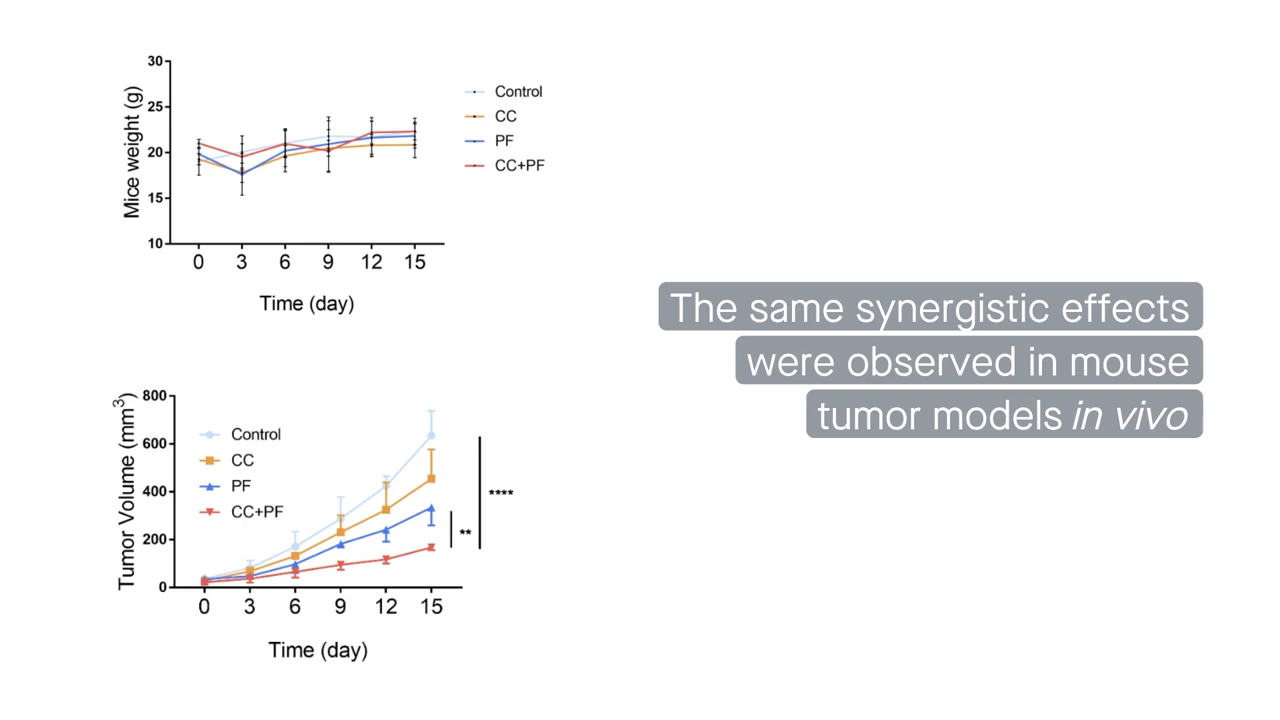 30
25
20
15
10
Mice weight (g)
0 3 6 9 12 15
Time (day)
Control
CC
PF
CC+PF
The same synergistic effects
were observed in mouse
tumor models in vivo
800
600
400
200
0
Tumor Volume (mm³)
Control
CC
PF
CC+PF
****
**
0 3 6 9 12 15
Time (day)